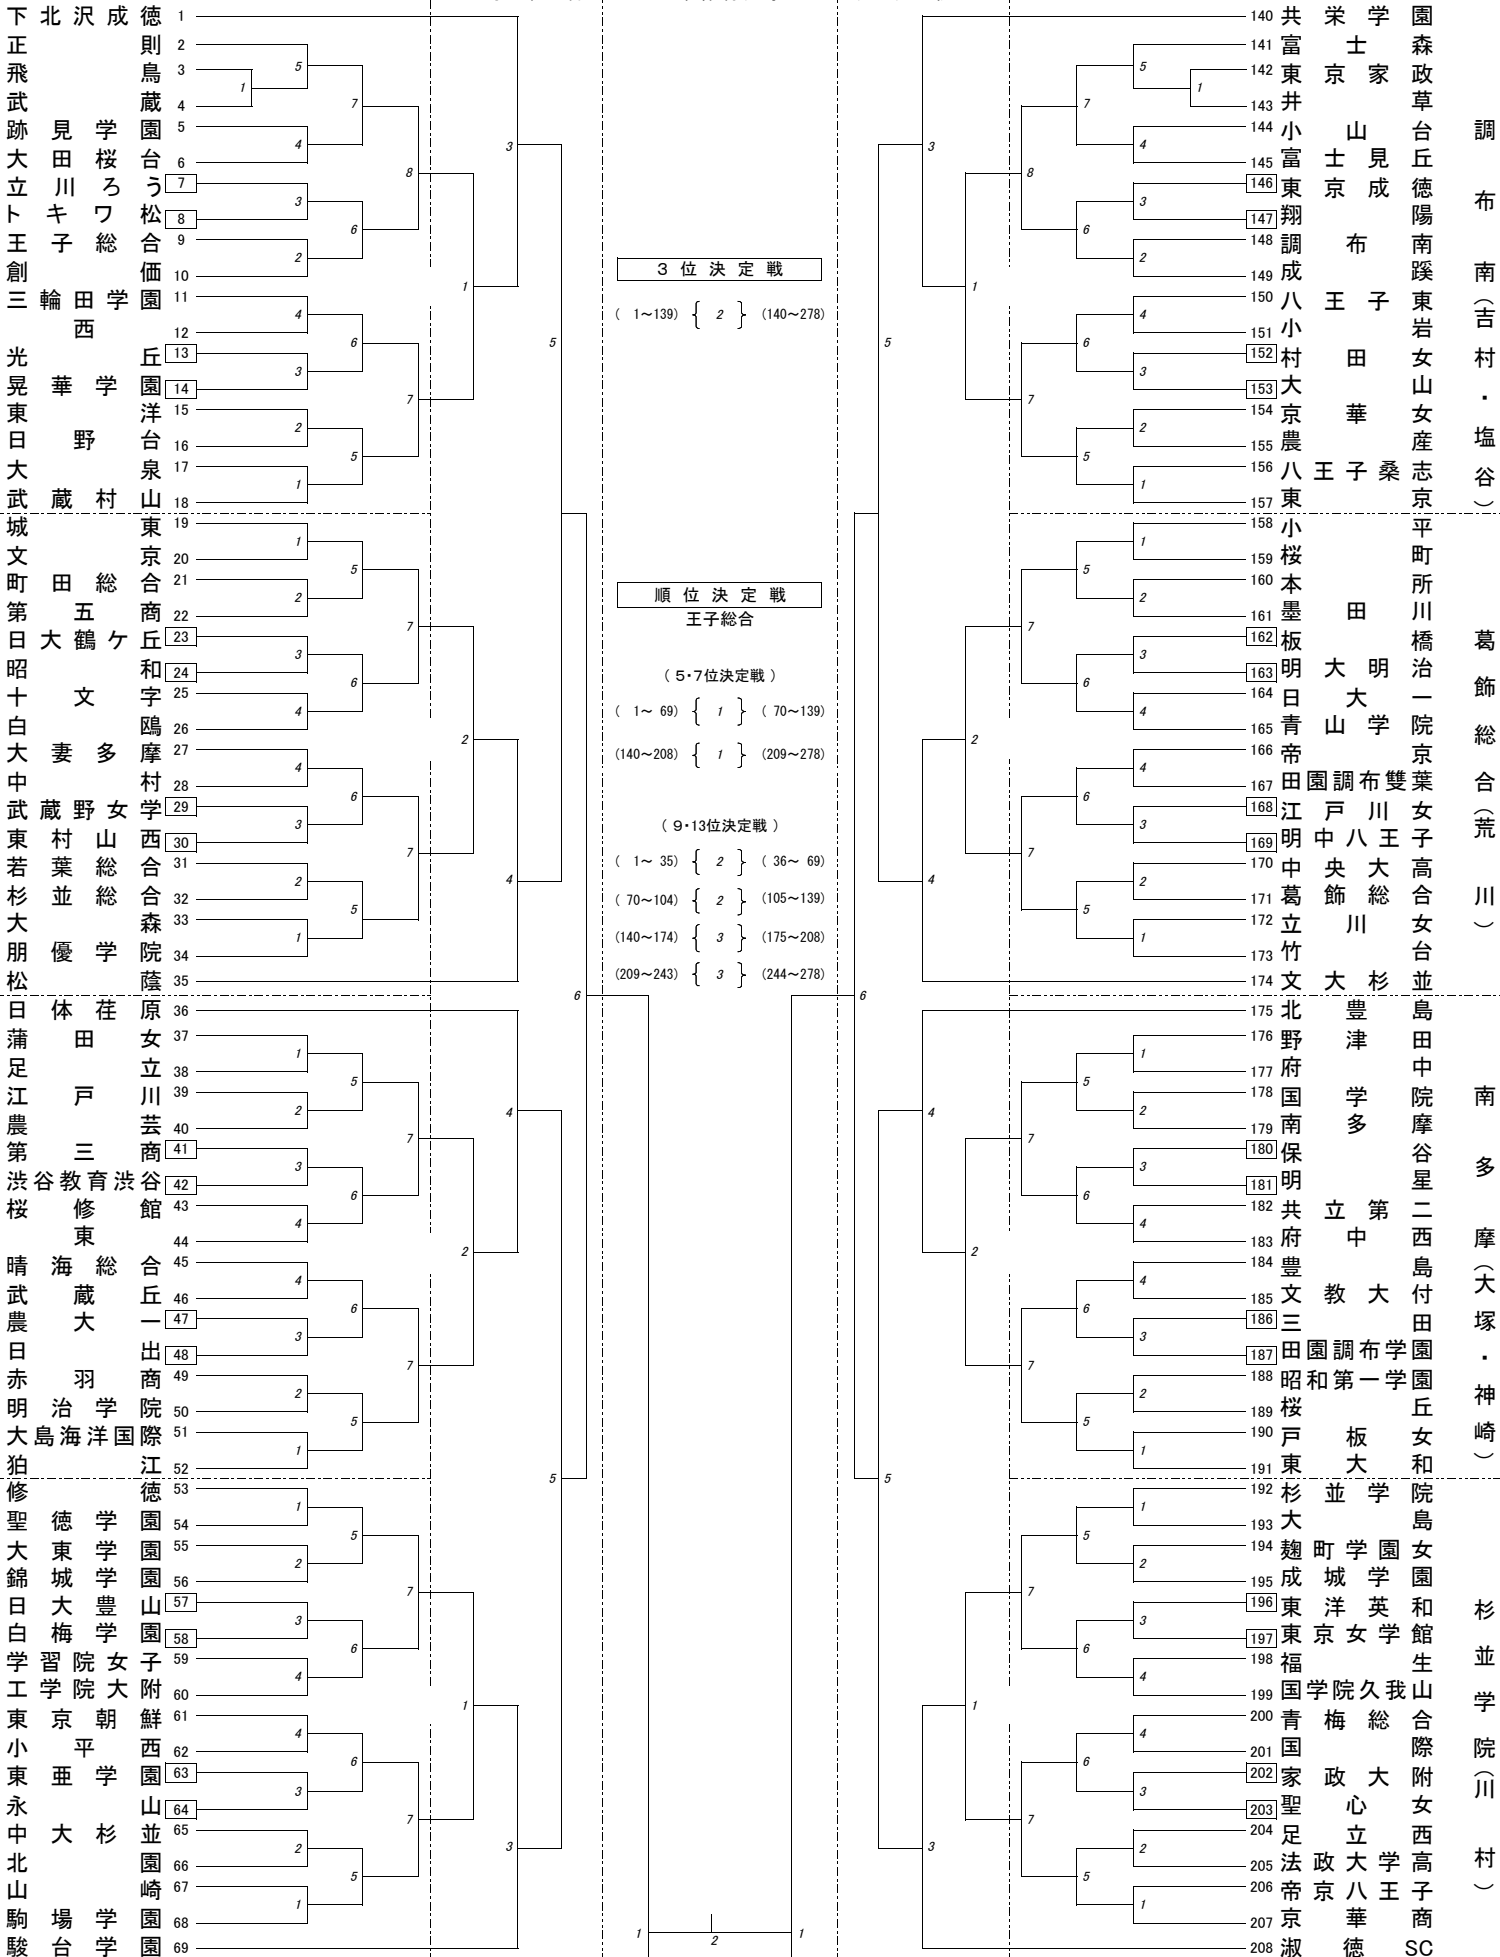 下北沢成徳 1
正則 2
飛鳥 3
武蔵 4
跡見学園 5
大田桜台 6
立川ろう 7
トキワ松 8
王子総合 9
創価 10
三輪田学園 11
西 12
光丘 13
晃華学園 14
東洋 15
日野台 16
大泉 17
武蔵村山 18
城東 19
文京 20
町田総合 21
第五商 22
日大鶴ケ丘 23
昭和 24
十文字 25
白鴎 26
大妻多摩 27
中村 28
武蔵野女学 29
東村山西 30
若葉総合 31
杉並総合 32
大森 33
朋優学院 34
松蔭 35
日体荏原 36
蒲田女 37
足立 38
江戸川 39
農芸 40
第三商 41
渋谷教育渋谷 42
桜修館 43
東 44
晴海総合 45
武蔵丘 46
農大一 47
日出 48
赤羽商 49
明治学院 50
大島海洋国際 51
狛江 52
修徳 53
聖徳学園 54
大東学園 55
錦城学園 56
日大豊山 57
白梅学園 58
学習院女子 59
工学院大附 60
東京朝鮮 61
小平西 62
東亜学園 63
永山 64
中大杉並 65
北園 66
山崎 67
駒場学園 68
駿台学園 69
3位決定戦
( 1～139) { 2 } (140～278)
順位決定戦
王子総合
( 5・7位決定戦 )
( 1～ 69) { 1 } ( 70～139)
(140～208) { 1 } (209～278)
( 9・13位決定戦 )
( 1～ 35) { 2 } ( 36～ 69)
( 70～104) { 2 } (105～139)
(140～174) { 3 } (175～208)
(209～243) { 3 } (244～278)
1 2 1
140 共栄学園
141 富士森
142 東京家政
143 井草
144 小山台
145 富士見丘
146 東京成徳
147 翔陽
148 調布南
149 成蹊
150 八王子東
151 小岩
152 村田女
153 大山
154 京華女
155 農産
156 八王子桑志
157 東京
158 小平
159 桜町
160 本所
161 墨田川
162 板橋
163 明大明治
164 日大一
165 青山学院
166 帝京
167 田園調布雙葉
168 江戸川女
169 明中八王子
170 中央大高
171 葛飾総合
172 立川女
173 竹台
174 文大杉並
175 北豊島
176 野津田
177 府中
178 国学院
179 南多摩
180 保谷
181 明星
182 共立第二
183 府中西
184 豊島
185 文教大付
186 三田
187 田園調布学園
188 昭和第一学園
189 桜丘
190 戸板女
191 東大和
192 杉並学院
193 大島
194 麹町学園女
195 成城学園
196 東洋英和
197 東京女学館
198 福生
199 国学院久我山
200 青梅総合
201 国際
202 家政大附
203 聖心女
204 足立西
205 法政大学高
206 帝京八王子
207 京華商
208 淑徳SC
調布南(吉村・塩谷)
葛飾総合(荒川)
南多摩(大塚・神崎)
杉並学院(川村)